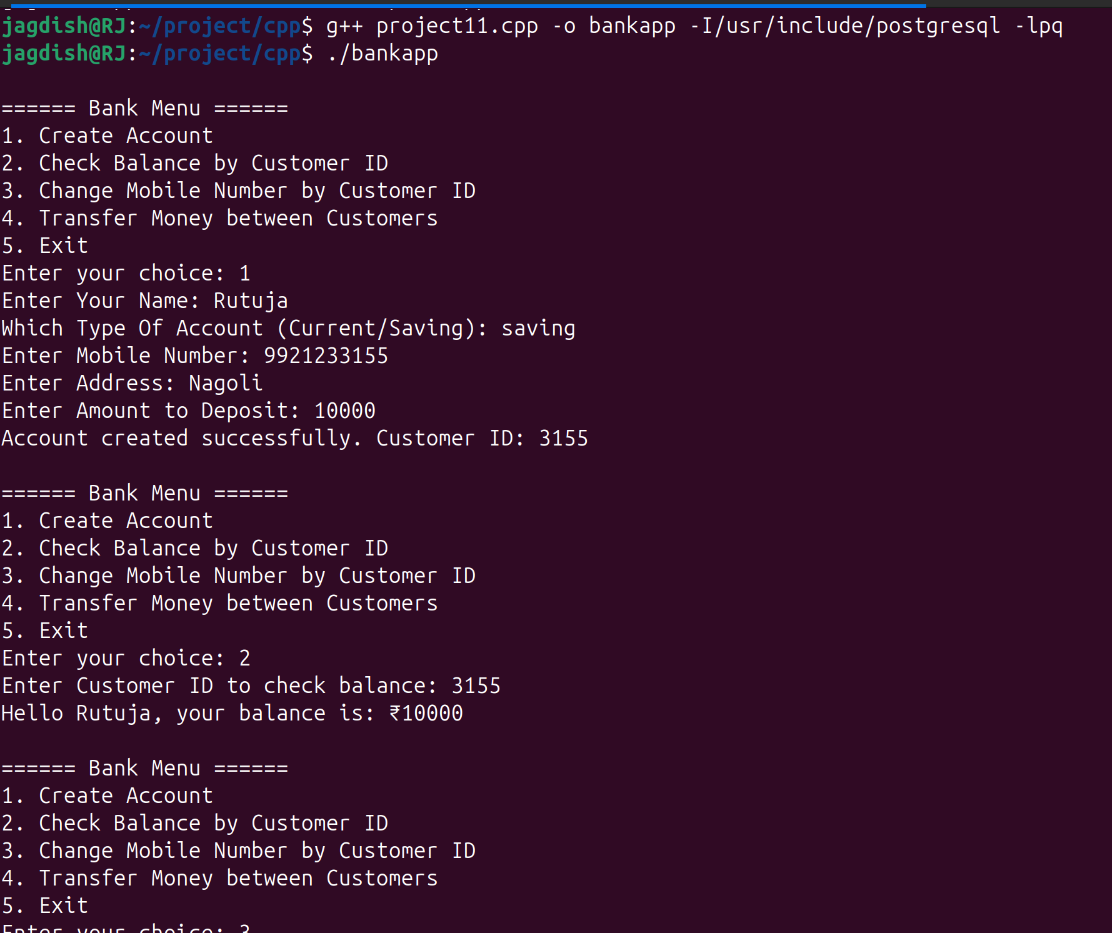 jagdish@RJ:~/project/cpp$ g++ project11.cpp -o bankapp -I/usr/include/postgresql -lpq
jagdish@RJ:~/project/cpp$ ./bankapp
====== Bank Menu ======
1. Create Account
2. Check Balance by Customer ID
3. Change Mobile Number by Customer ID
4. Transfer Money between Customers
5. Exit
Enter your choice: 1
Enter Your Name: Rutuja
Which Type Of Account (Current/Saving): saving
Enter Mobile Number: 9921233155
Enter Address: Nagoli
Enter Amount to Deposit: 10000
Account created successfully. Customer ID: 3155
====== Bank Menu ======
1. Create Account
2. Check Balance by Customer ID
3. Change Mobile Number by Customer ID
4. Transfer Money between Customers
5. Exit
Enter your choice: 2
Enter Customer ID to check balance: 3155
Hello Rutuja, your balance is: ₹10000
====== Bank Menu ======
1. Create Account
2. Check Balance by Customer ID
3. Change Mobile Number by Customer ID
4. Transfer Money between Customers
5. Exit
Enter your choice: 3